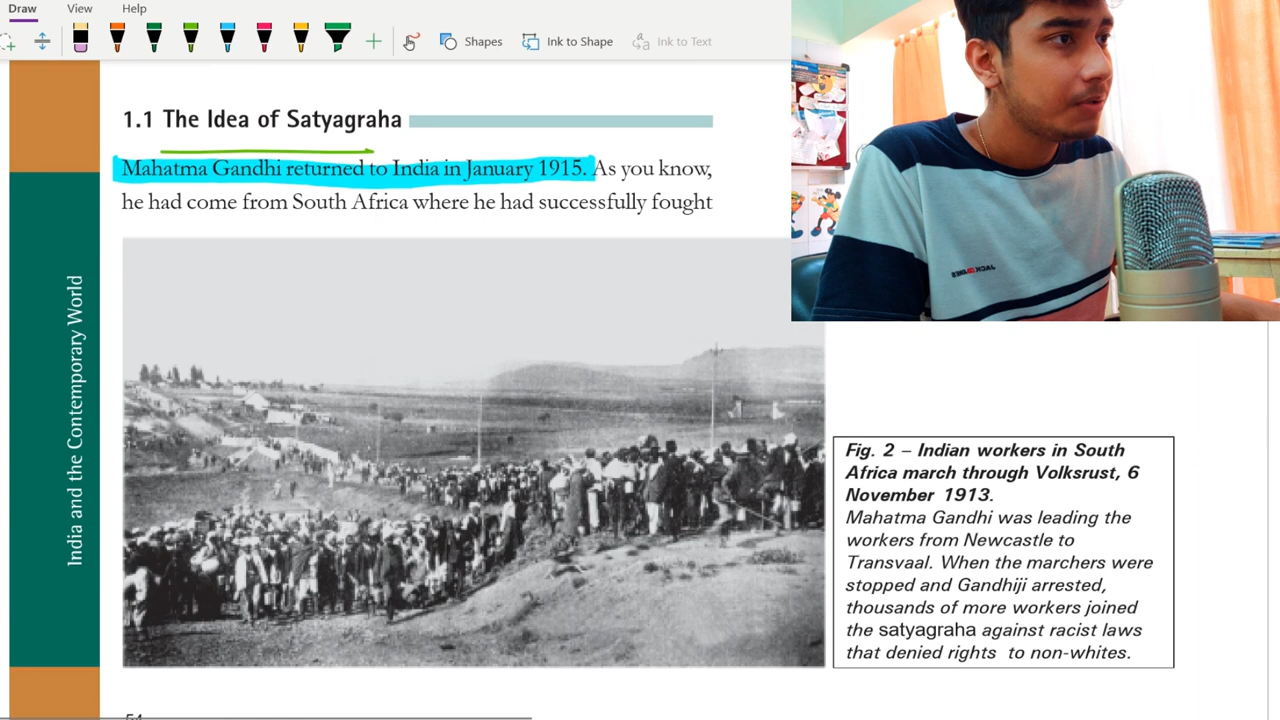 Draw View Help
Shapes Ink to Shape Ink to Text
1.1 The Idea of Satyagraha
Mahatma Gandhi returned to India in January 1915. As you know,
he had come from South Africa where he had successfully fought
India and the Contemporary World
Fig. 2 – Indian workers in South
Africa march through Volksrust, 6
November 1913.
Mahatma Gandhi was leading the
workers from Newcastle to
Transvaal. When the marchers were
stopped and Gandhiji arrested,
thousands of more workers joined
the satyagraha against racist laws
that denied rights to non-whites.